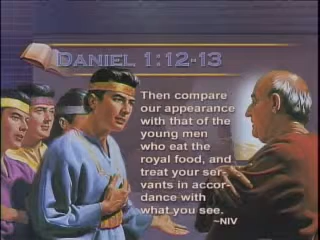 DANIEL 1:12-13
Then compare
our appearance
with that of the
young men
who eat the
royal food, and
treat your ser-
vants in accor-
dance with
what you see.
~NIV